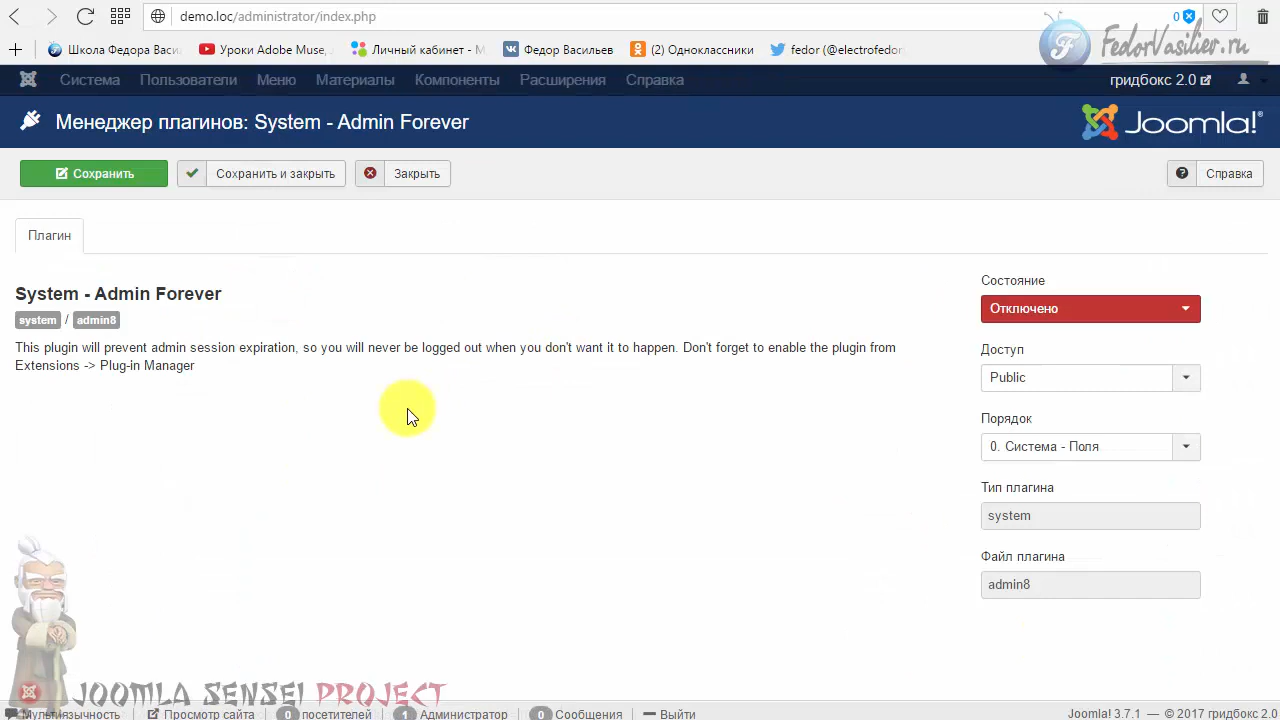 demo.loc/administrator/index.php
0
FedorVasiliev.ru
Школа Федора Васил
Уроки Adobe Muse,
Личный кабинет - М
Федор Васильев
(2) Одноклассники
fedor (@electrofedor
Система
Пользователи
Меню
Материалы
Компоненты
Расширения
Справка
гридбокс 2.0
Менеджер плагинов: System - Admin Forever
Joomla!®
Сохранить
Сохранить и закрыть
Закрыть
Справка
Плагин
System - Admin Forever
system / admin8
This plugin will prevent admin session expiration, so you will never be logged out when you don't want it to happen. Don't forget to enable the plugin from
Extensions -> Plug-in Manager
Состояние
Отключено
Доступ
Public
Порядок
0. Система - Поля
Тип плагина
system
Файл плагина
admin8
JOOMLA SENSEI PROJECT
Мультиязычность
Просмотр сайта
0 посетителей
1 Администратор
0 Сообщения
Выйти
Joomla! 3.7.1 — © 2017 гридбокс 2.0